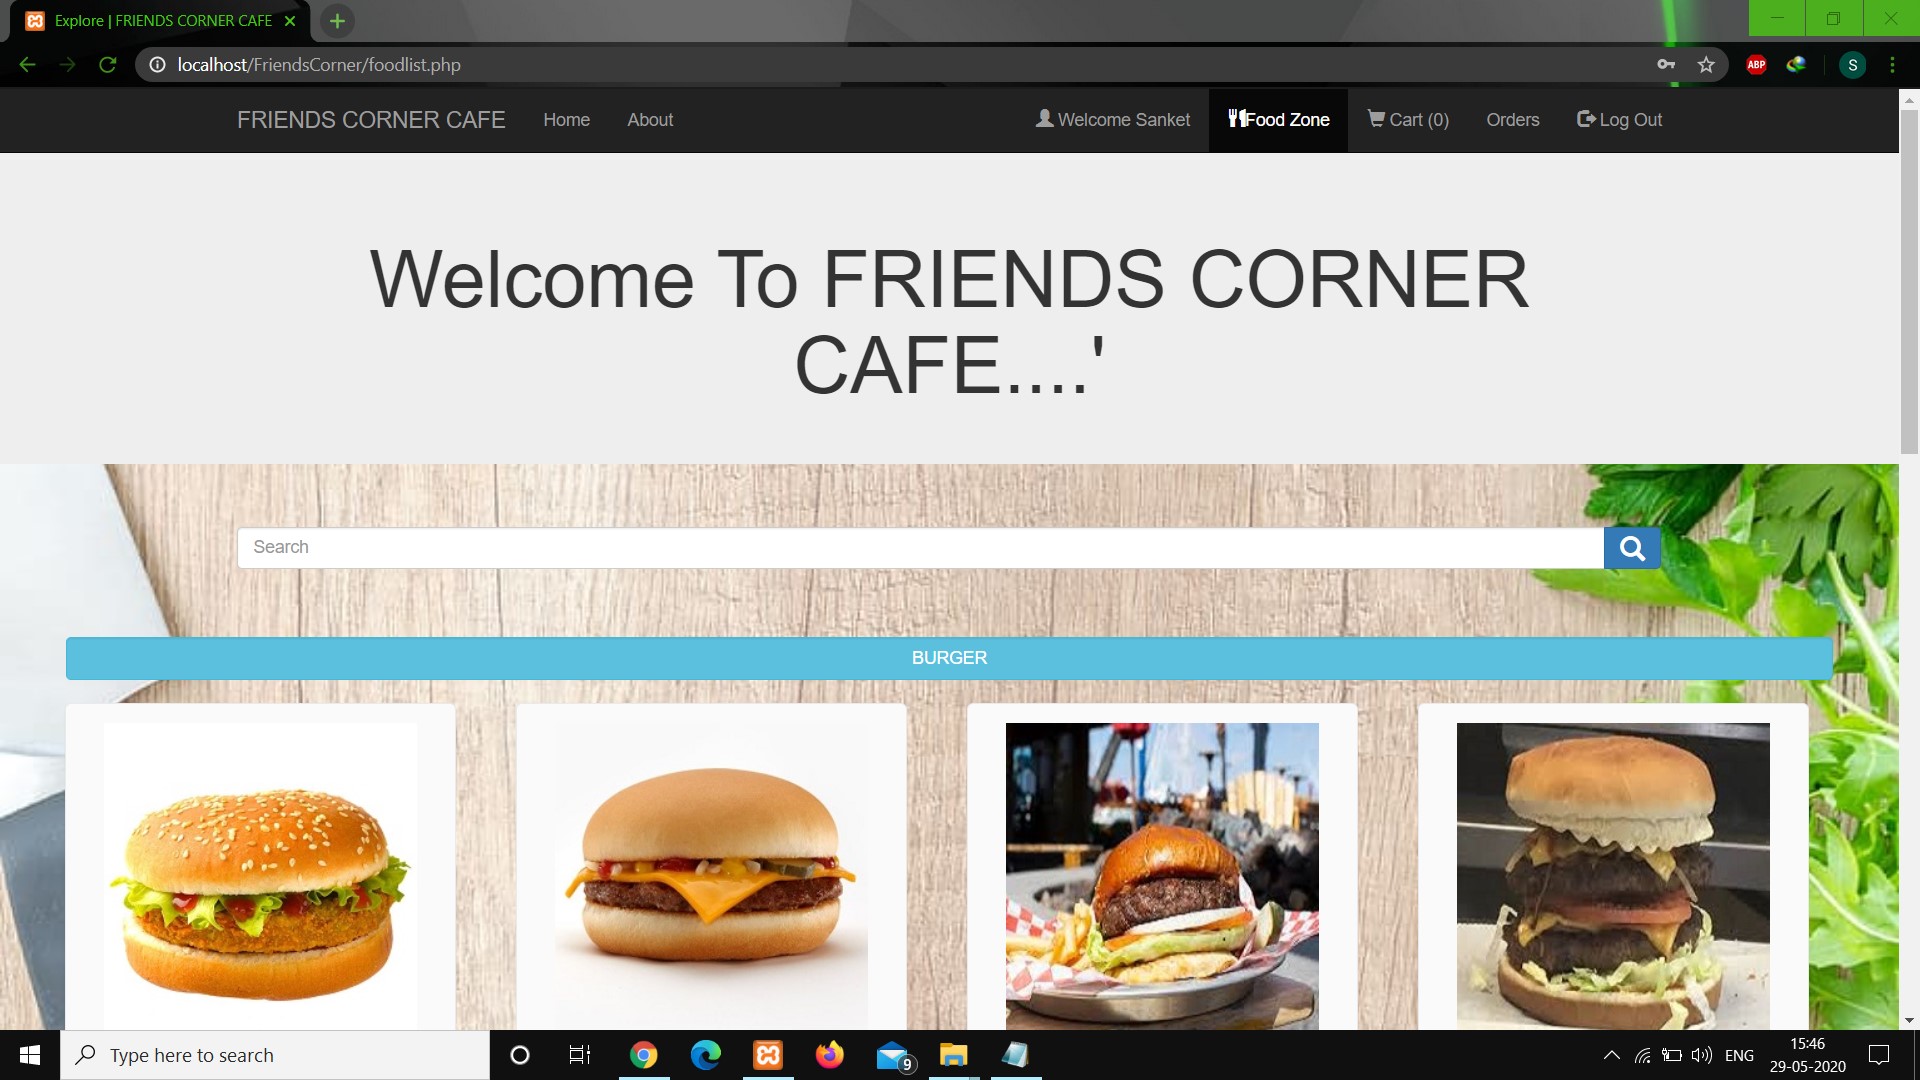 Explore | FRIENDS CORNER CAFE
localhost/FriendsCorner/foodlist.php
ABP
S
FRIENDS CORNER CAFE Home About Welcome Sanket Food Zone Cart (0) Orders Log Out
Welcome To FRIENDS CORNER
CAFE....'
Search
BURGER
Type here to search
9
ENG
15:46
29-05-2020